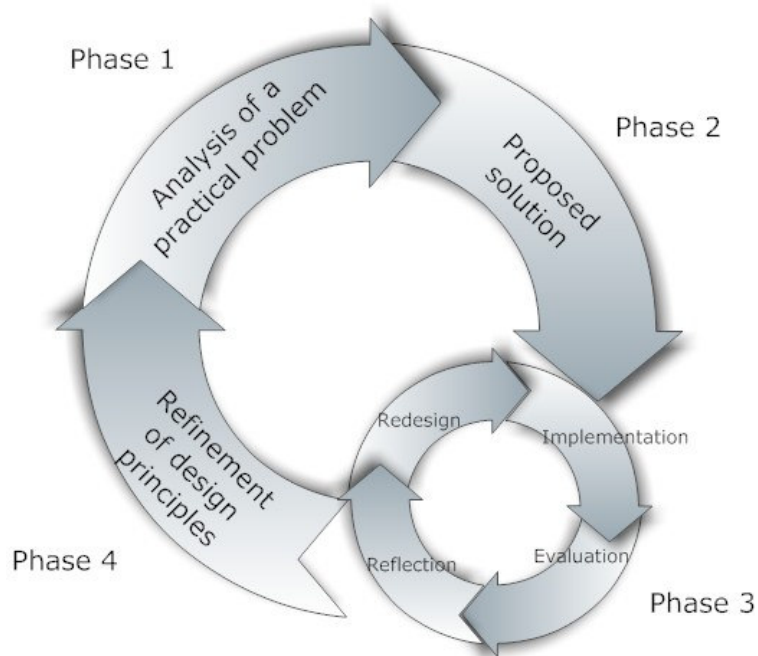 Phase 1
Analysis of a
practical problem
Phase 2
Proposed
solution
Redesign
Implementation
Evaluation
Reflection
Phase 3
Refinement
of design
principles
Phase 4